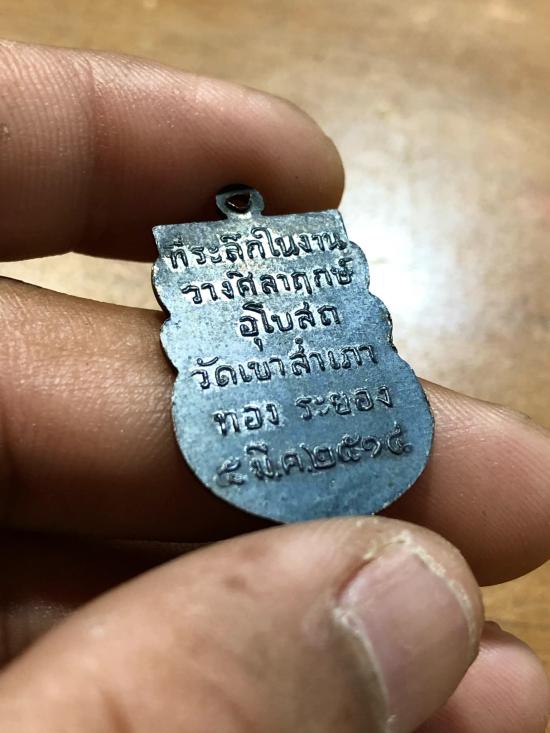 ที่ระลึกในงาน
วางศิลาฤกษ์
อุโบสถ
วัดเขาสำเภา
ทอง ระยอง
๕ มี.ค.๒๕๑๕